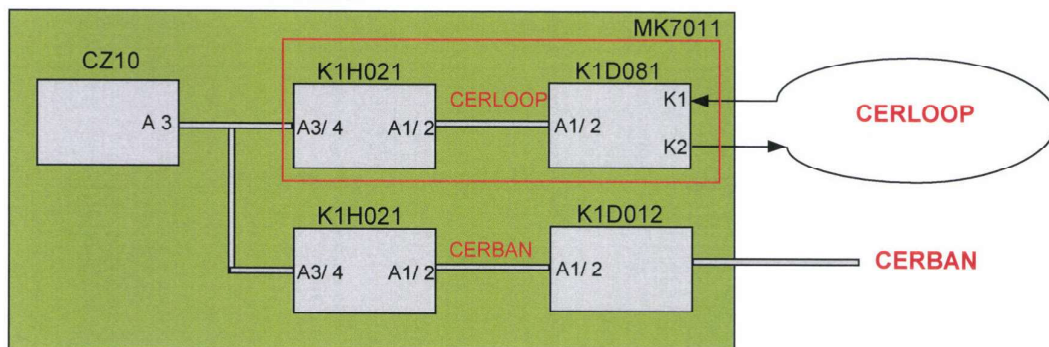 MK7011
CZ10
K1H021
K1D081
A 3
A3/ 4
A1/ 2
CERLOOP
A1/ 2
K1
K2
CERLOOP
K1H021
K1D012
A3/ 4
A1/ 2
CERBAN
A1/ 2
CERBAN